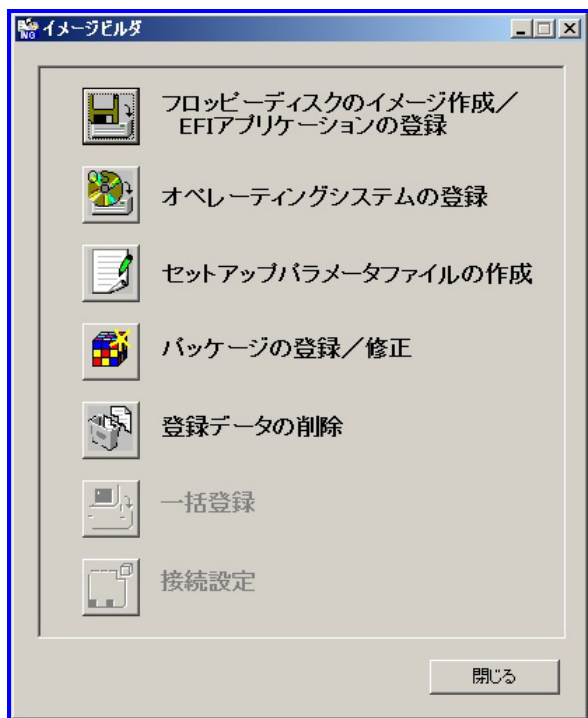 イメージビルダ
フロッピーディスクのイメージ作成／
EFIアプリケーションの登録
オペレーティングシステムの登録
セットアップパラメータファイルの作成
パッケージの登録／修正
登録データの削除
一括登録
接続設定
閉じる